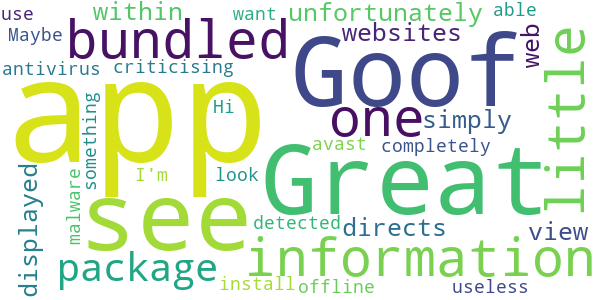 use
within
want
unfortunately
able
Maybe
bundled
Goof
websites
web
little
antivirus
criticising
app
something
Hi
one
simply
avast
completely
Great
malware
I'm
look
see
displayed
detected
directs
view
package
information
install
offline
useless